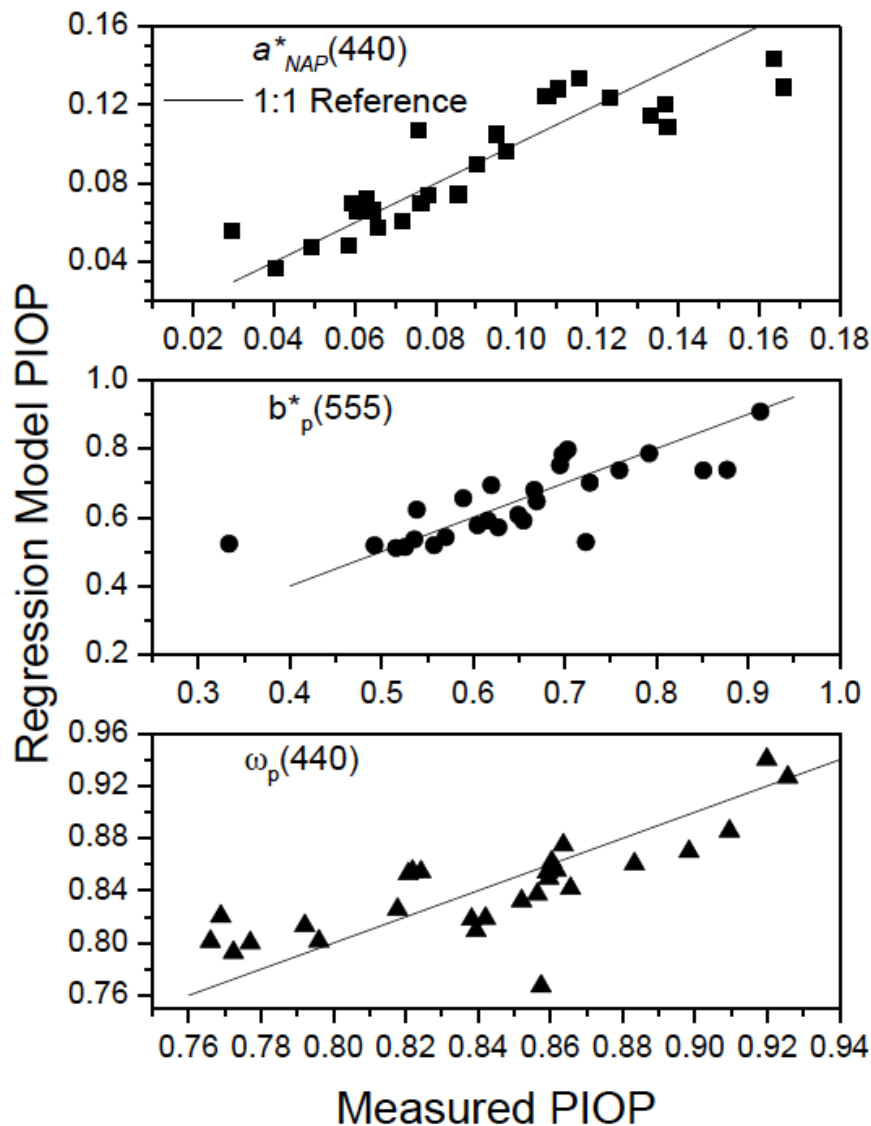 Regression Model PIOP
0.16
0.12
0.08
0.04
a*NAP(440)
1:1 Reference
0.02 0.04 0.06 0.08 0.10 0.12 0.14 0.16 0.18
1.0
0.8
0.6
0.4
0.2
b*p(555)
0.3 0.4 0.5 0.6 0.7 0.8 0.9 1.0
0.96
0.92
0.88
0.84
0.80
0.76
ωp(440)
0.76 0.78 0.80 0.82 0.84 0.86 0.88 0.90 0.92 0.94
Measured PIOP